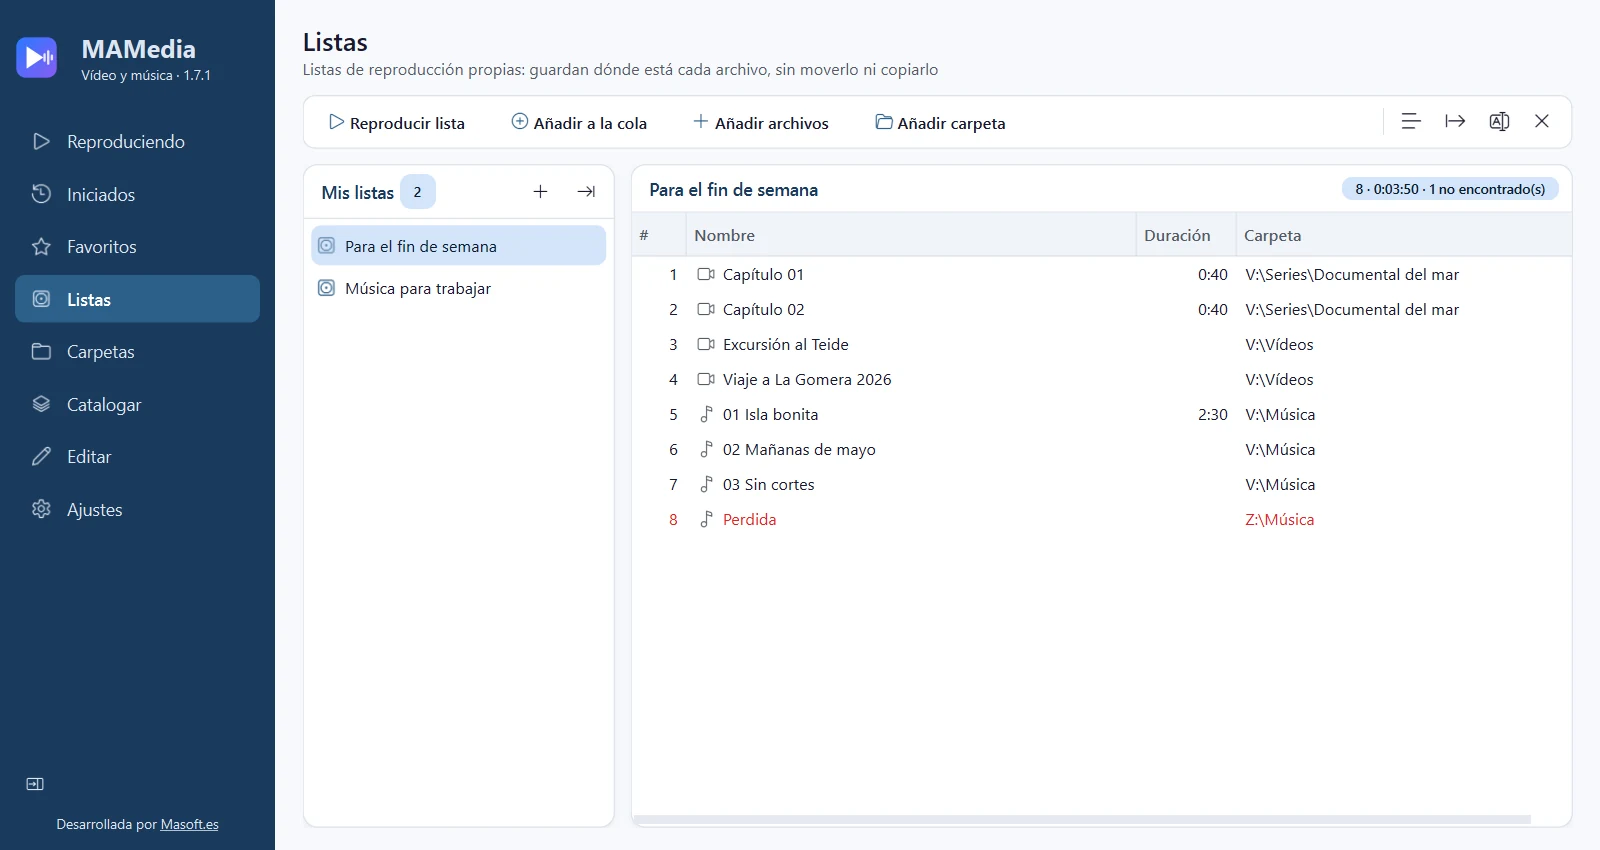 MAMedia
Vídeo y música · 1.7.1
Reproduciendo
Iniciados
Favoritos
Listas
Carpetas
Catalogar
Editar
Ajustes
Desarrollada por Masoft.es
Listas
Listas de reproducción propias: guardan dónde está cada archivo, sin moverlo ni copiarlo
Reproducir lista Añadir a la cola Añadir archivos Añadir carpeta
Mis listas 2
Para el fin de semana
Música para trabajar
Para el fin de semana 8 · 0:03:50 · 1 no encontrado(s)
# Nombre Duración Carpeta
1 Capítulo 01 0:40 V:\Series\Documental del mar
2 Capítulo 02 0:40 V:\Series\Documental del mar
3 Excursión al Teide V:\Vídeos
4 Viaje a La Gomera 2026 V:\Vídeos
5 01 Isla bonita 2:30 V:\Música
6 02 Mañanas de mayo V:\Música
7 03 Sin cortes V:\Música
8 Perdida Z:\Música